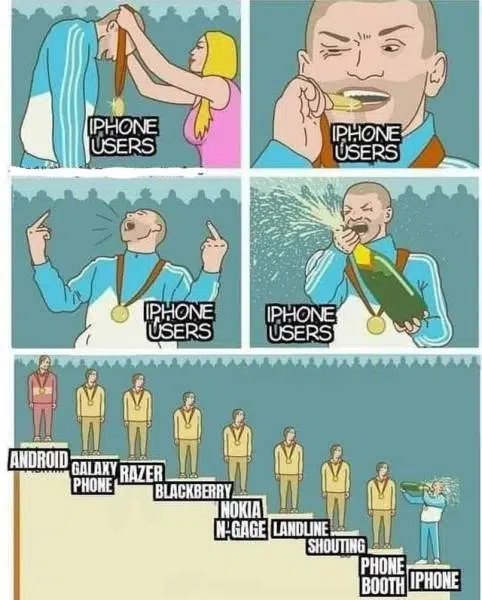 IPHONE
USERS
IPHONE
USERS
IPHONE
USERS
IPHONE
USERS
ANDROID
GALAXY
PHONE
RAZER
BLACKBERRY
NOKIA
N-GAGE
LANDLINE
SHOUTING
PHONE
BOOTH
IPHONE